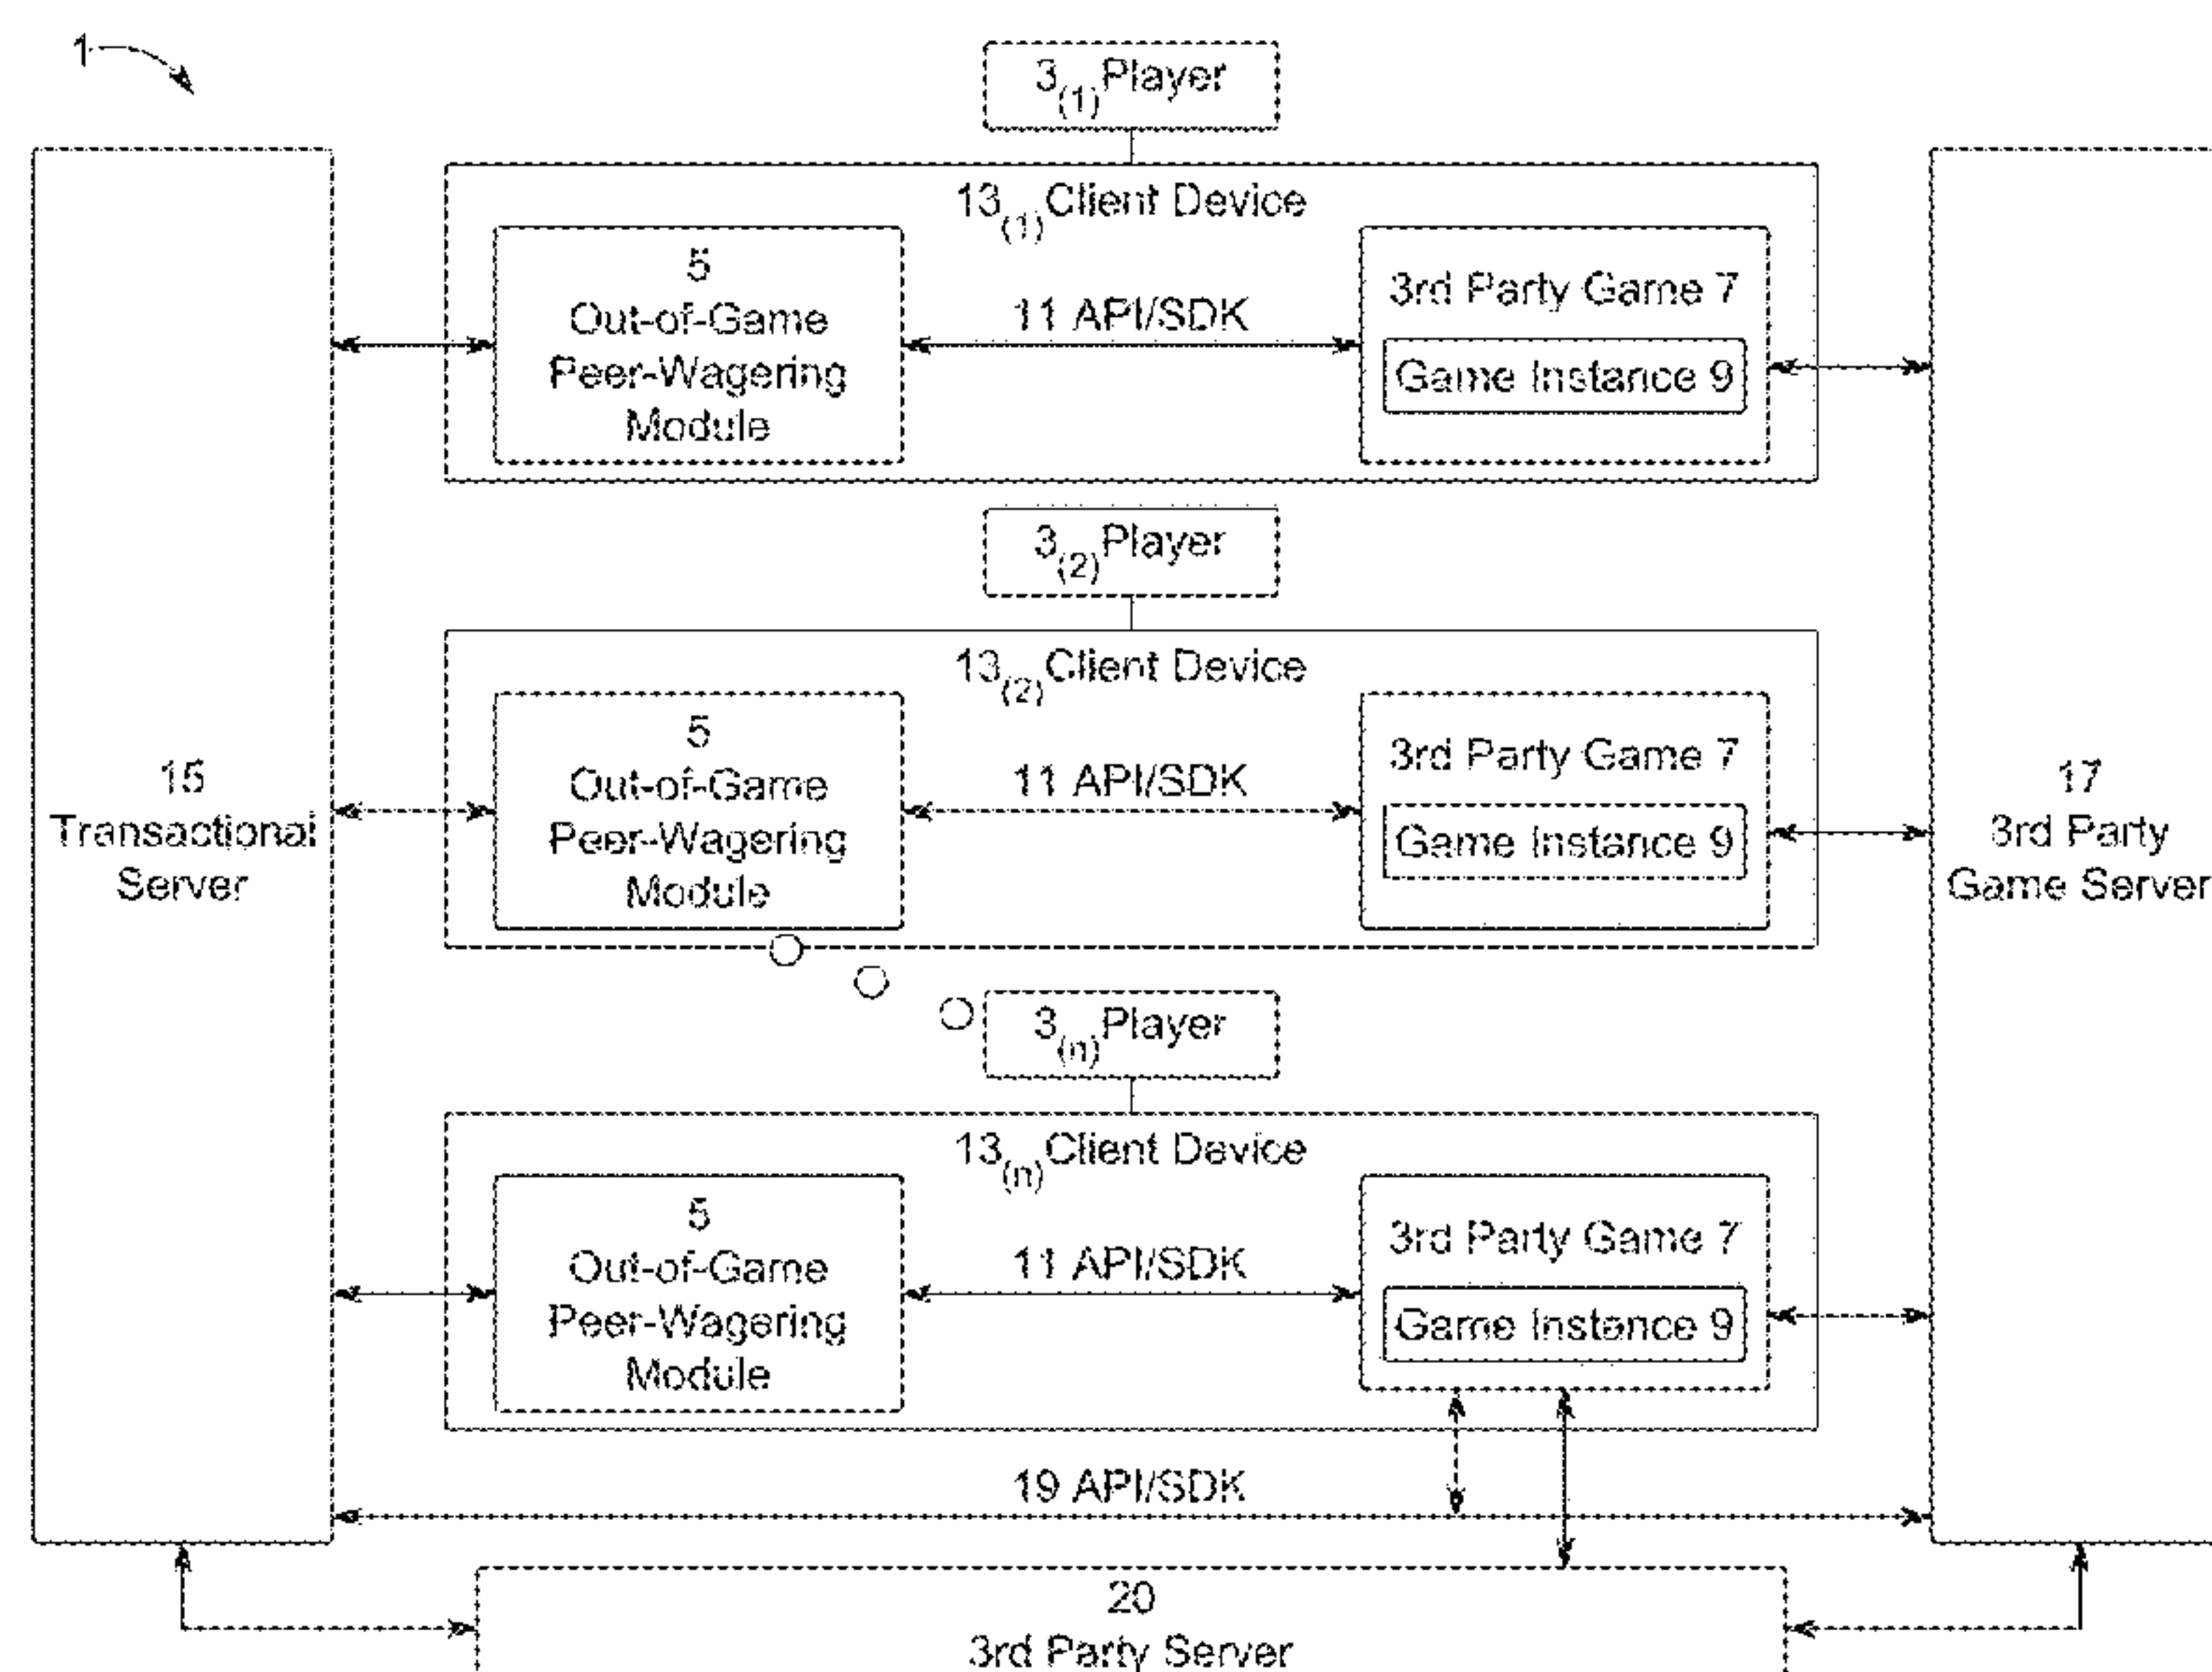 1
3(1)Player
13(1)Client Device
5
Out-of-Game
Peer-Wagering
Module
11 API/SDK
3rd Party Game 7
Game Instance 9
3(2)Player
13(2)Client Device
5
Out-of-Game
Peer-Wagering
Module
11 API/SDK
3rd Party Game 7
Game Instance 9
15
Transactional
Server
17
3rd Party
Game Server
3(n)Player
13(n)Client Device
5
Out-of-Game
Peer-Wagering
Module
11 API/SDK
3rd Party Game 7
Game Instance 9
19 API/SDK
20
3rd Party Server